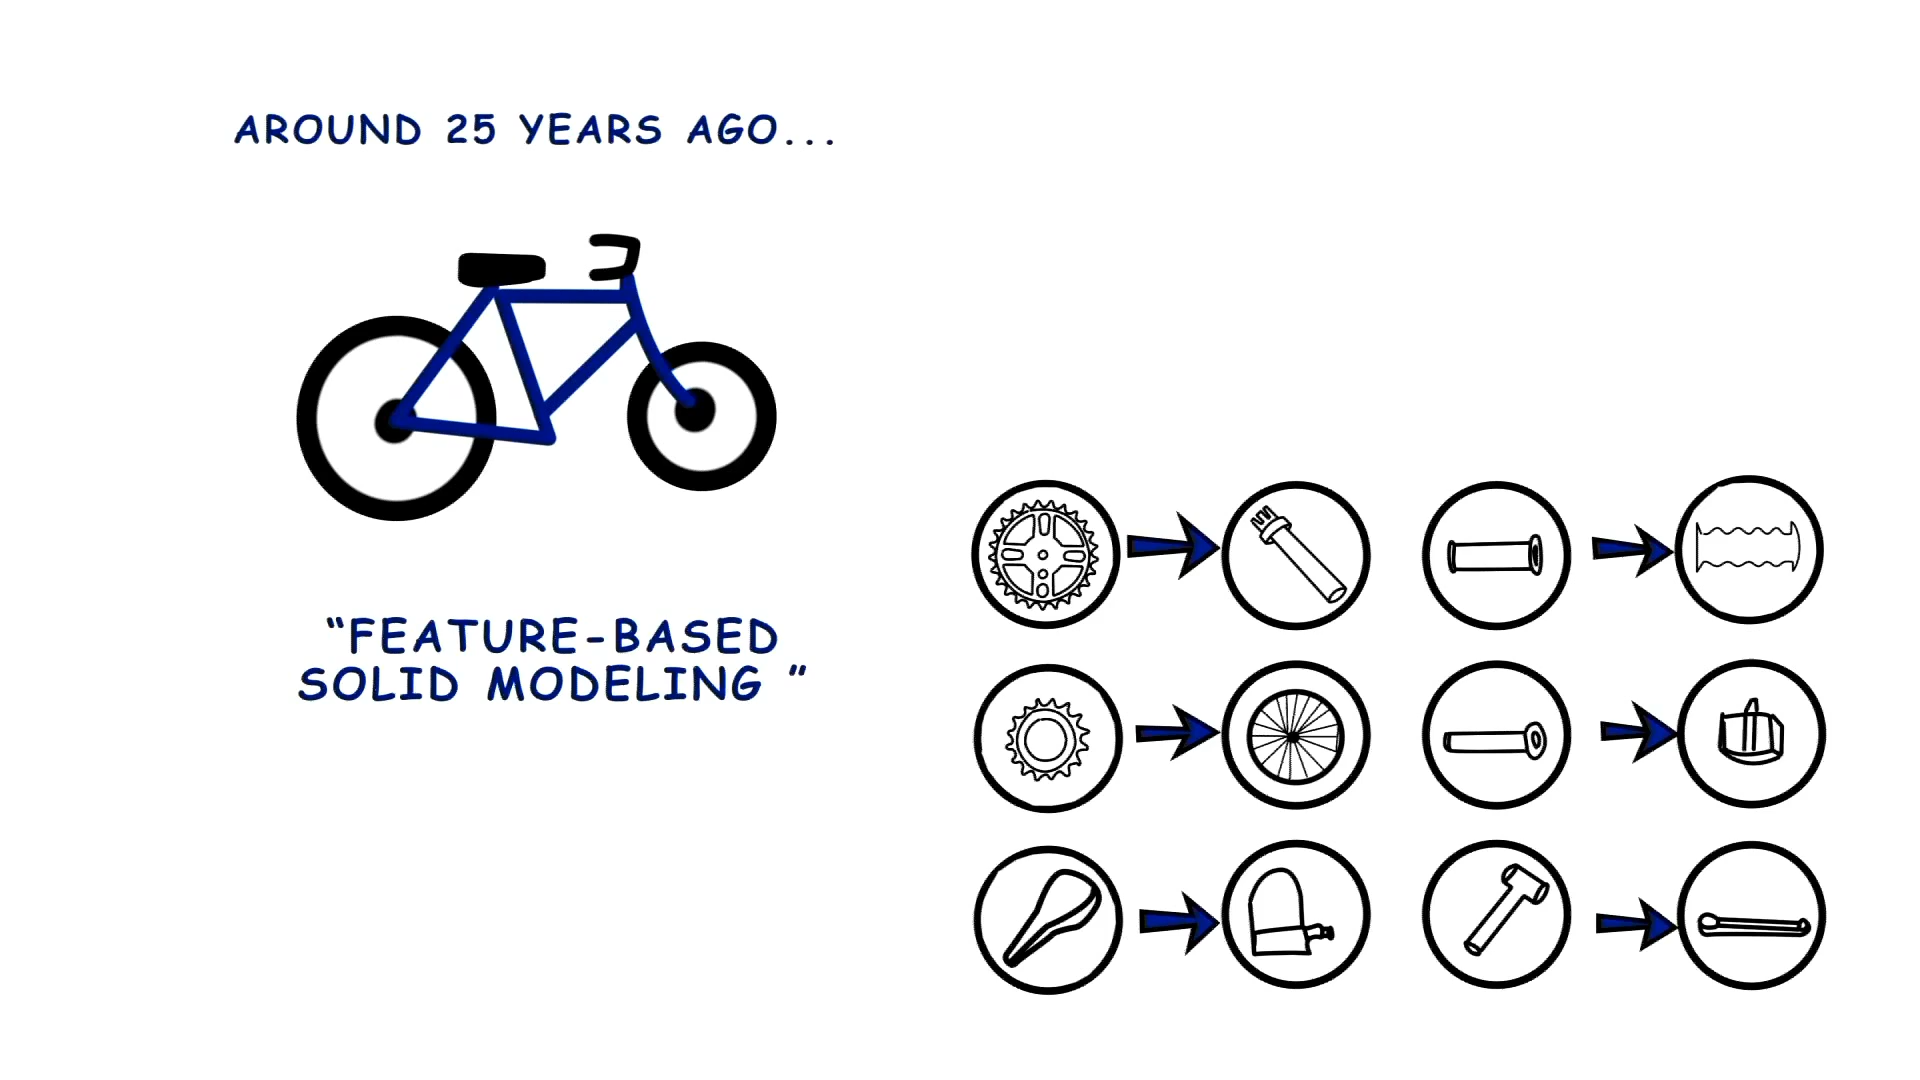 AROUND 25 YEARS AGO...
“FEATURE-BASED
SOLID MODELING ”